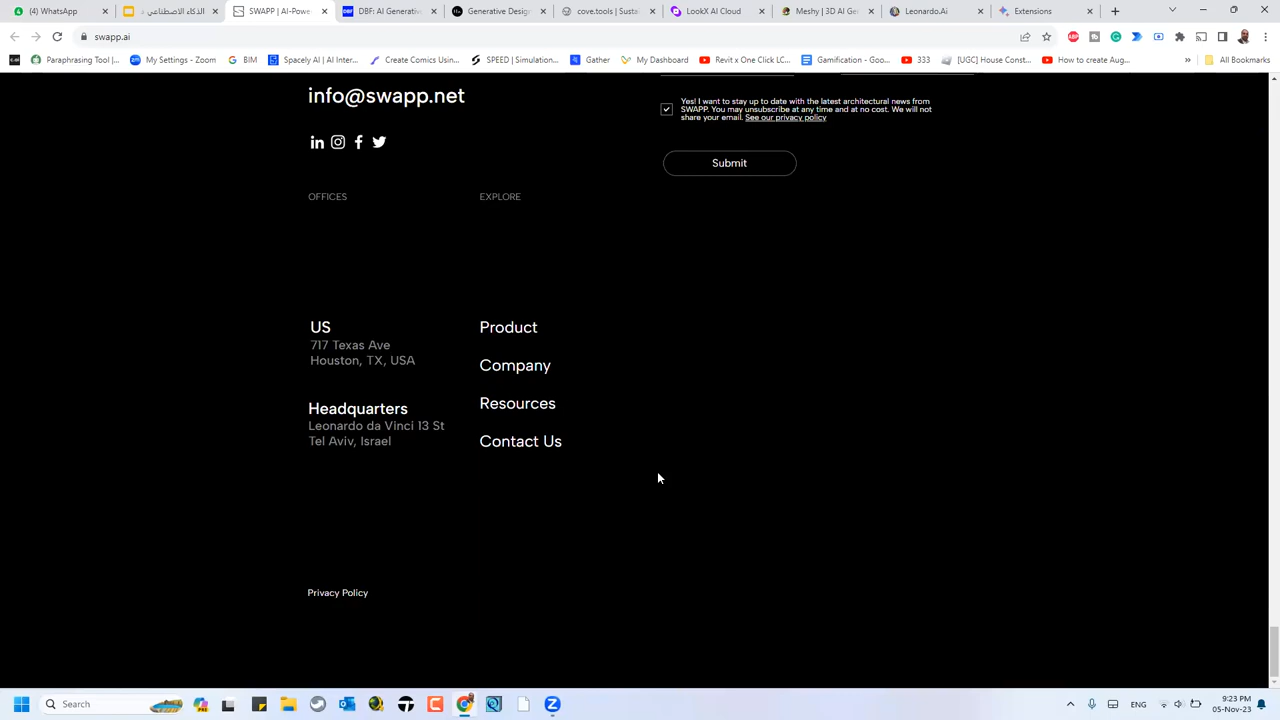 (4) WhatsApp
الذكاء الاصطناعي
SWAPP | AI-Powe
DBF: AI Generative
Generative Design
cove.tools | Susta
LookX AI Cloud
Meshy | 3D AI Gen
Leonardo.Ai
Extensions
swapp.ai
Paraphrasing Tool |...
My Settings - Zoom
BIM
Spacely AI | AI Inter...
Create Comics Usin...
SPEED | Simulation...
Gather
My Dashboard
Revit x One Click LC...
Gamification - Goo...
333
[UGC] House Const...
How to create Aug...
All Bookmarks
info@swapp.net
Yes! I want to stay up to date with the latest architectural news from
SWAPP. You may unsubscribe at any time and at no cost. We will not
share your email. See our privacy policy
Submit
OFFICES
EXPLORE
US
717 Texas Ave
Houston, TX, USA
Headquarters
Leonardo da Vinci 13 St
Tel Aviv, Israel
Product
Company
Resources
Contact Us
Privacy Policy
Search
ENG
9:23 PM
05-Nov-23